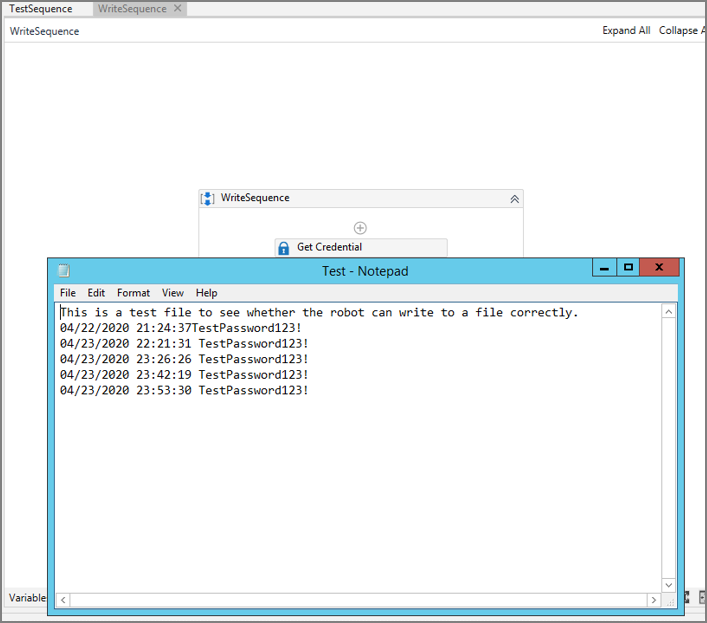 TestSequence WriteSequence
WriteSequence Expand All Collapse
WriteSequence
Get Credential
Test - Notepad
File Edit Format View Help
This is a test file to see whether the robot can write to a file correctly.
04/22/2020 21:24:37TestPassword123!
04/23/2020 22:21:31 TestPassword123!
04/23/2020 23:26:26 TestPassword123!
04/23/2020 23:42:19 TestPassword123!
04/23/2020 23:53:30 TestPassword123!
Variable